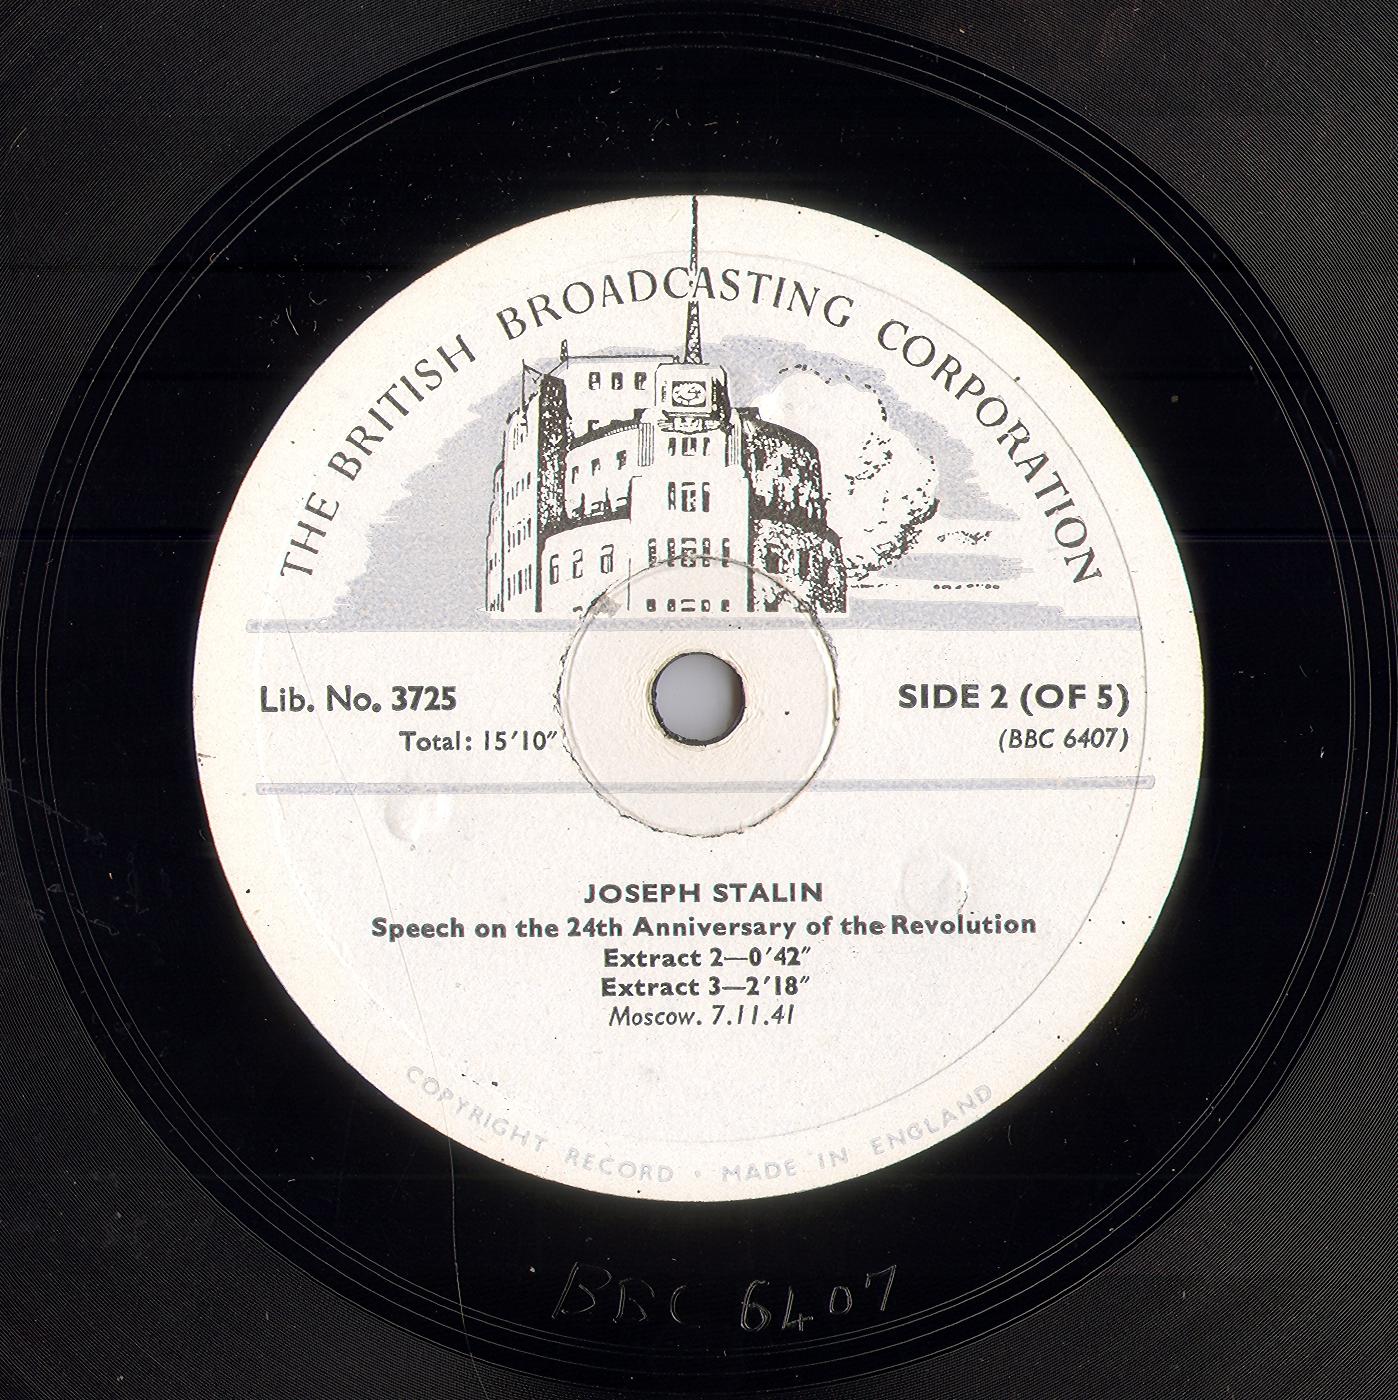 THE BRITISH BROADCASTING CORPORATION
Lib. No. 3725
SIDE 2 (OF 5)
Total: 15′10″
(BBC 6407)
JOSEPH STALIN
Speech on the 24th Anniversary of the Revolution
Extract 2—0′42″
Extract 3—2′18″
Moscow. 7.11.41
COPYRIGHT RECORD · MADE IN ENGLAND
BBC 6407